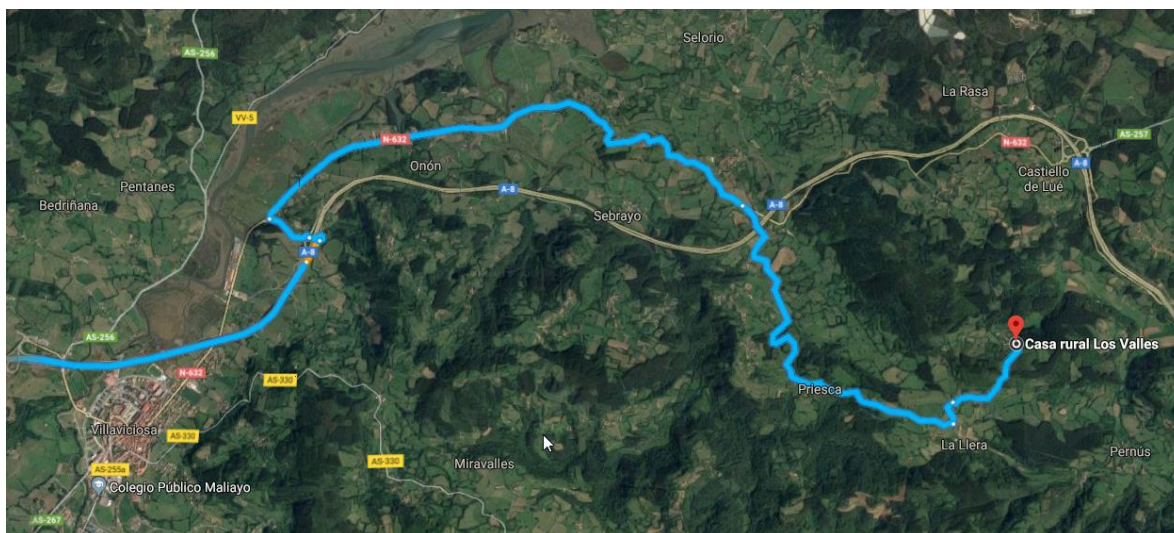 AS-256
Selorio
La Rasa
VV-5
N-632
AS-257
N-632
Onón
A-8
Castiello
de Lué
Pentanes
A-8
Bedriñana
A-8
Sebrayo
A-8
AS-256
Casa rural Los Valles
N-632
AS-330
Priesca
Villaviciosa
AS-330
La Llera
AS-330
Miravalles
Pernús
AS-255a
Colegio Público Maliayo
AS-267